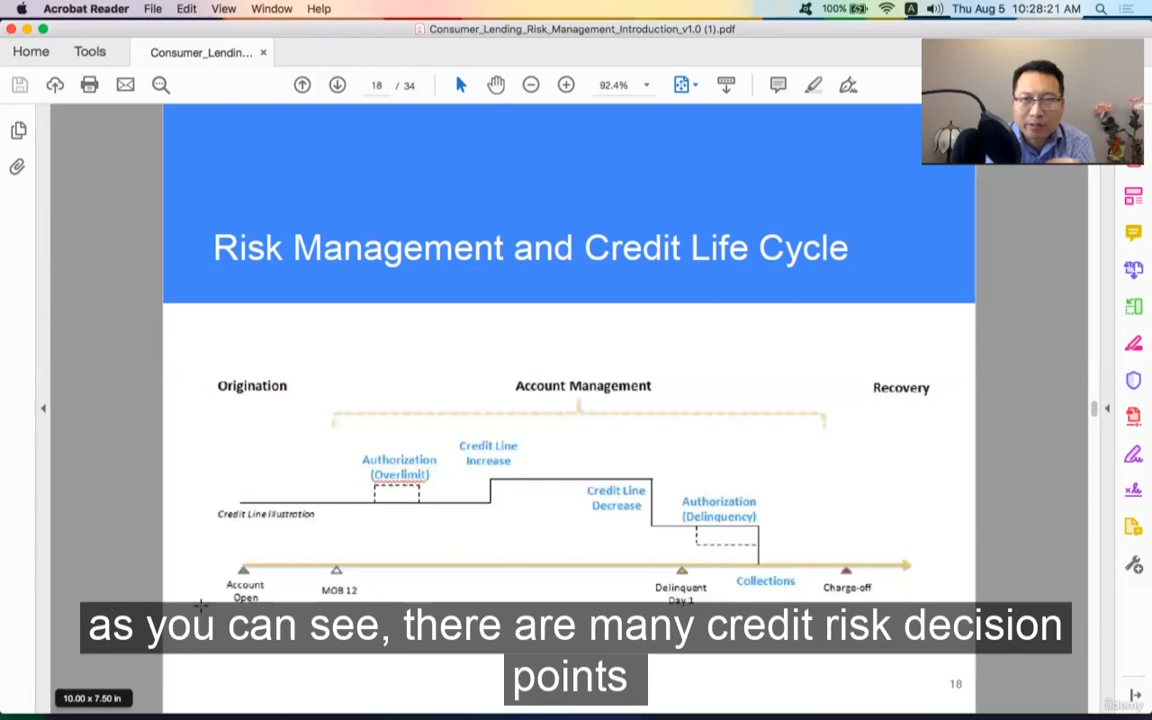 Acrobat Reader File Edit View Window Help 100% A Thu Aug 5 10:28:21 AM
Consumer_Lending_Risk_Management_Introduction_v1.0 (1).pdf
Home Tools Consumer_Lendin... ×
18 / 34 92.4%
Risk Management and Credit Life Cycle
Origination Account Management Recovery
Authorization
(Overlimit)
Credit Line
Increase
Credit Line
Decrease
Authorization
(Delinquency)
Credit Line Illustration
Account
Open
MOB 12
Delinquent
Day 1
Collections
Charge-off
as you can see, there are many credit risk decision
points
18
10.00 x 7.50 in
ûdemy